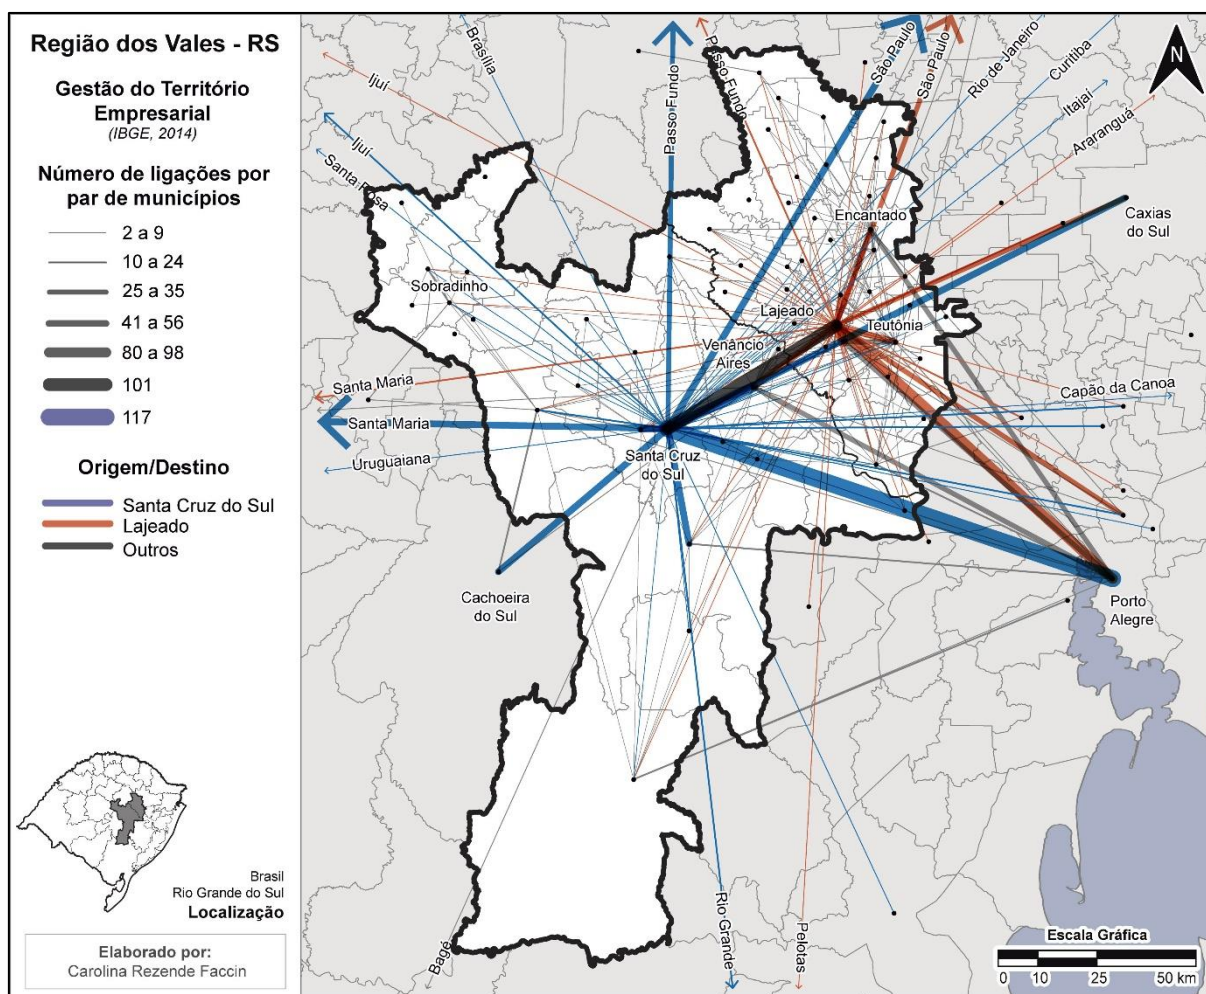 Região dos Vales - RS
Gestão do Território
Empresarial
(IBGE, 2014)
Número de ligações por
par de municípios
2 a 9
10 a 24
25 a 35
41 a 56
80 a 98
101
117
Origem/Destino
Santa Cruz do Sul
Lajeado
Outros
Brasil
Rio Grande do Sul
Localização
Elaborado por:
Carolina Rezende Faccin
Ijuí
Brasília
Passo Fundo
Passo Fundo
São Paulo
São Paulo
Rio de Janeiro
Curitiba
Itajaí
Araranguá
N
Ijuí
Santa Rosa
Encantado
Caxias
do Sul
Sobradinho
Lajeado
Teutônia
Venâncio
Aires
Santa Maria
Santa Maria
Capão da Canoa
Uruguaiana
Santa Cruz
do Sul
Cachoeira
do Sul
Porto
Alegre
Bagé
Rio Grande
Pelotas
Escala Gráfica
0 10 25 50 km